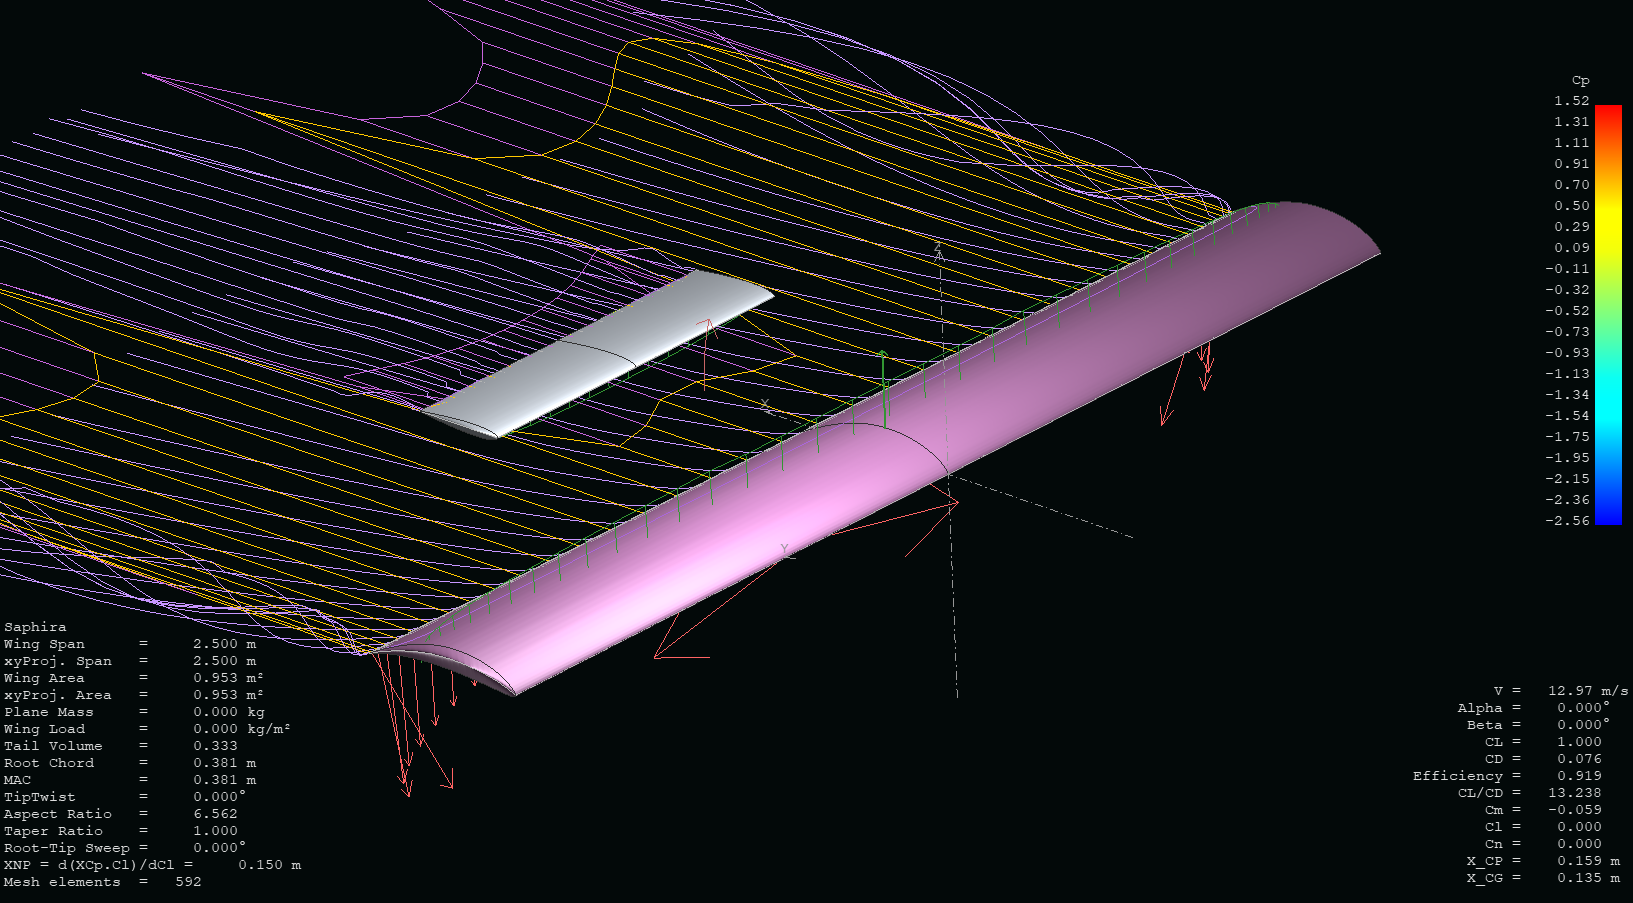 Cp
1.52
1.31
1.11
0.91
0.70
0.50
0.29
0.09
-0.11
-0.32
-0.52
-0.73
-0.93
-1.13
-1.34
-1.54
-1.75
-1.95
-2.15
-2.36
-2.56
Z
X
Y
Saphira
Wing Span = 2.500 m
xyProj. Span = 2.500 m
Wing Area = 0.953 m²
xyProj. Area = 0.953 m²
Plane Mass = 0.000 kg
Wing Load = 0.000 kg/m²
Tail Volume = 0.333
Root Chord = 0.381 m
MAC = 0.381 m
TipTwist = 0.000°
Aspect Ratio = 6.562
Taper Ratio = 1.000
Root-Tip Sweep = 0.000°
XNP = d(XCp.Cl)/dCl = 0.150 m
Mesh elements = 592
V = 12.97 m/s
Alpha = 0.000°
Beta = 0.000°
CL = 1.000
CD = 0.076
Efficiency = 0.919
CL/CD = 13.238
Cm = -0.059
Cl = 0.000
Cn = 0.000
X_CP = 0.159 m
X_CG = 0.135 m